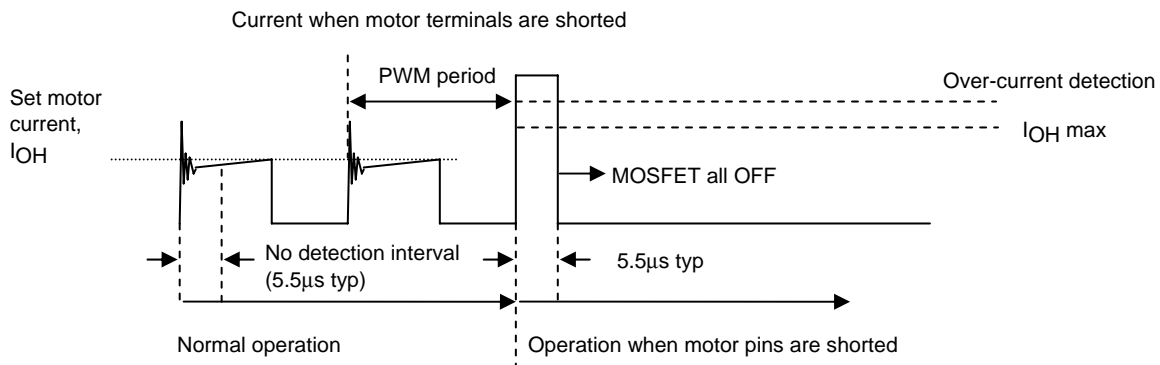 Current when motor terminals are shorted
PWM period
Over-current detection
Set motor
current,
IOH
IOH max
MOSFET all OFF
No detection interval
(5.5μs typ)
5.5μs typ
Normal operation
Operation when motor pins are shorted